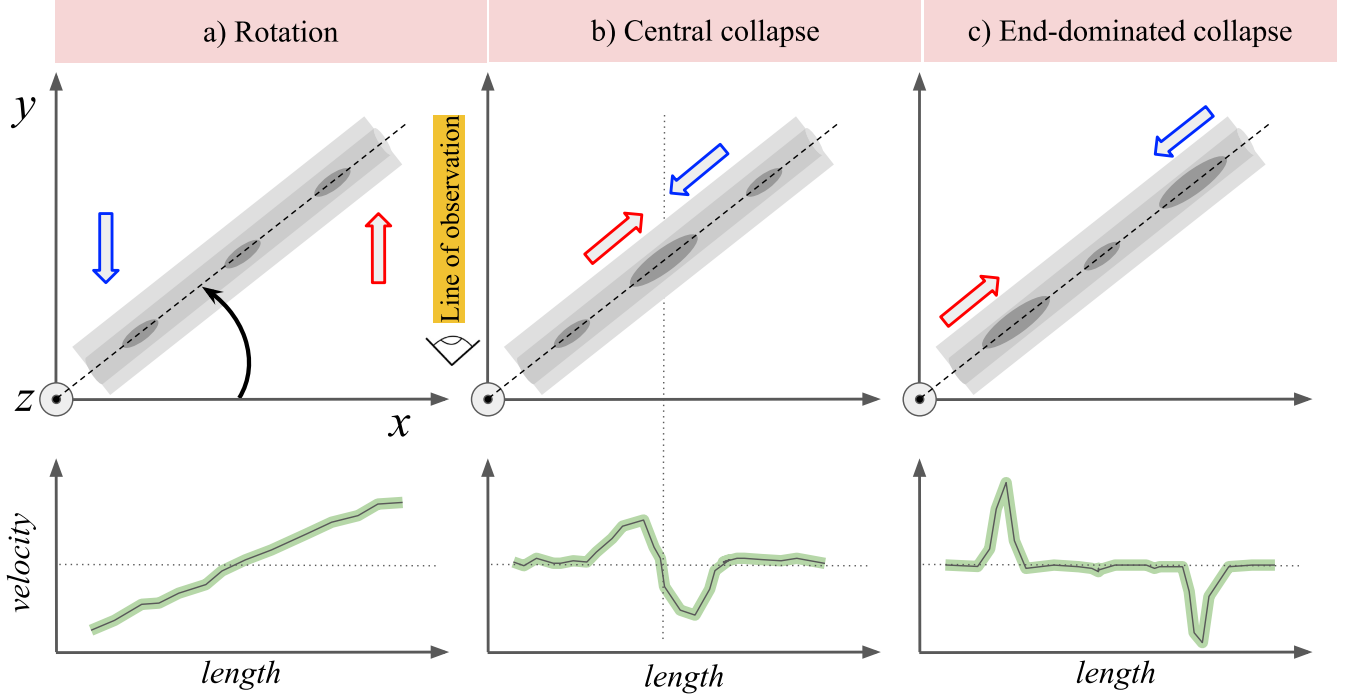 a) Rotation
b) Central collapse
c) End-dominated collapse
y
Line of observation
z
x
velocity
length
length
length